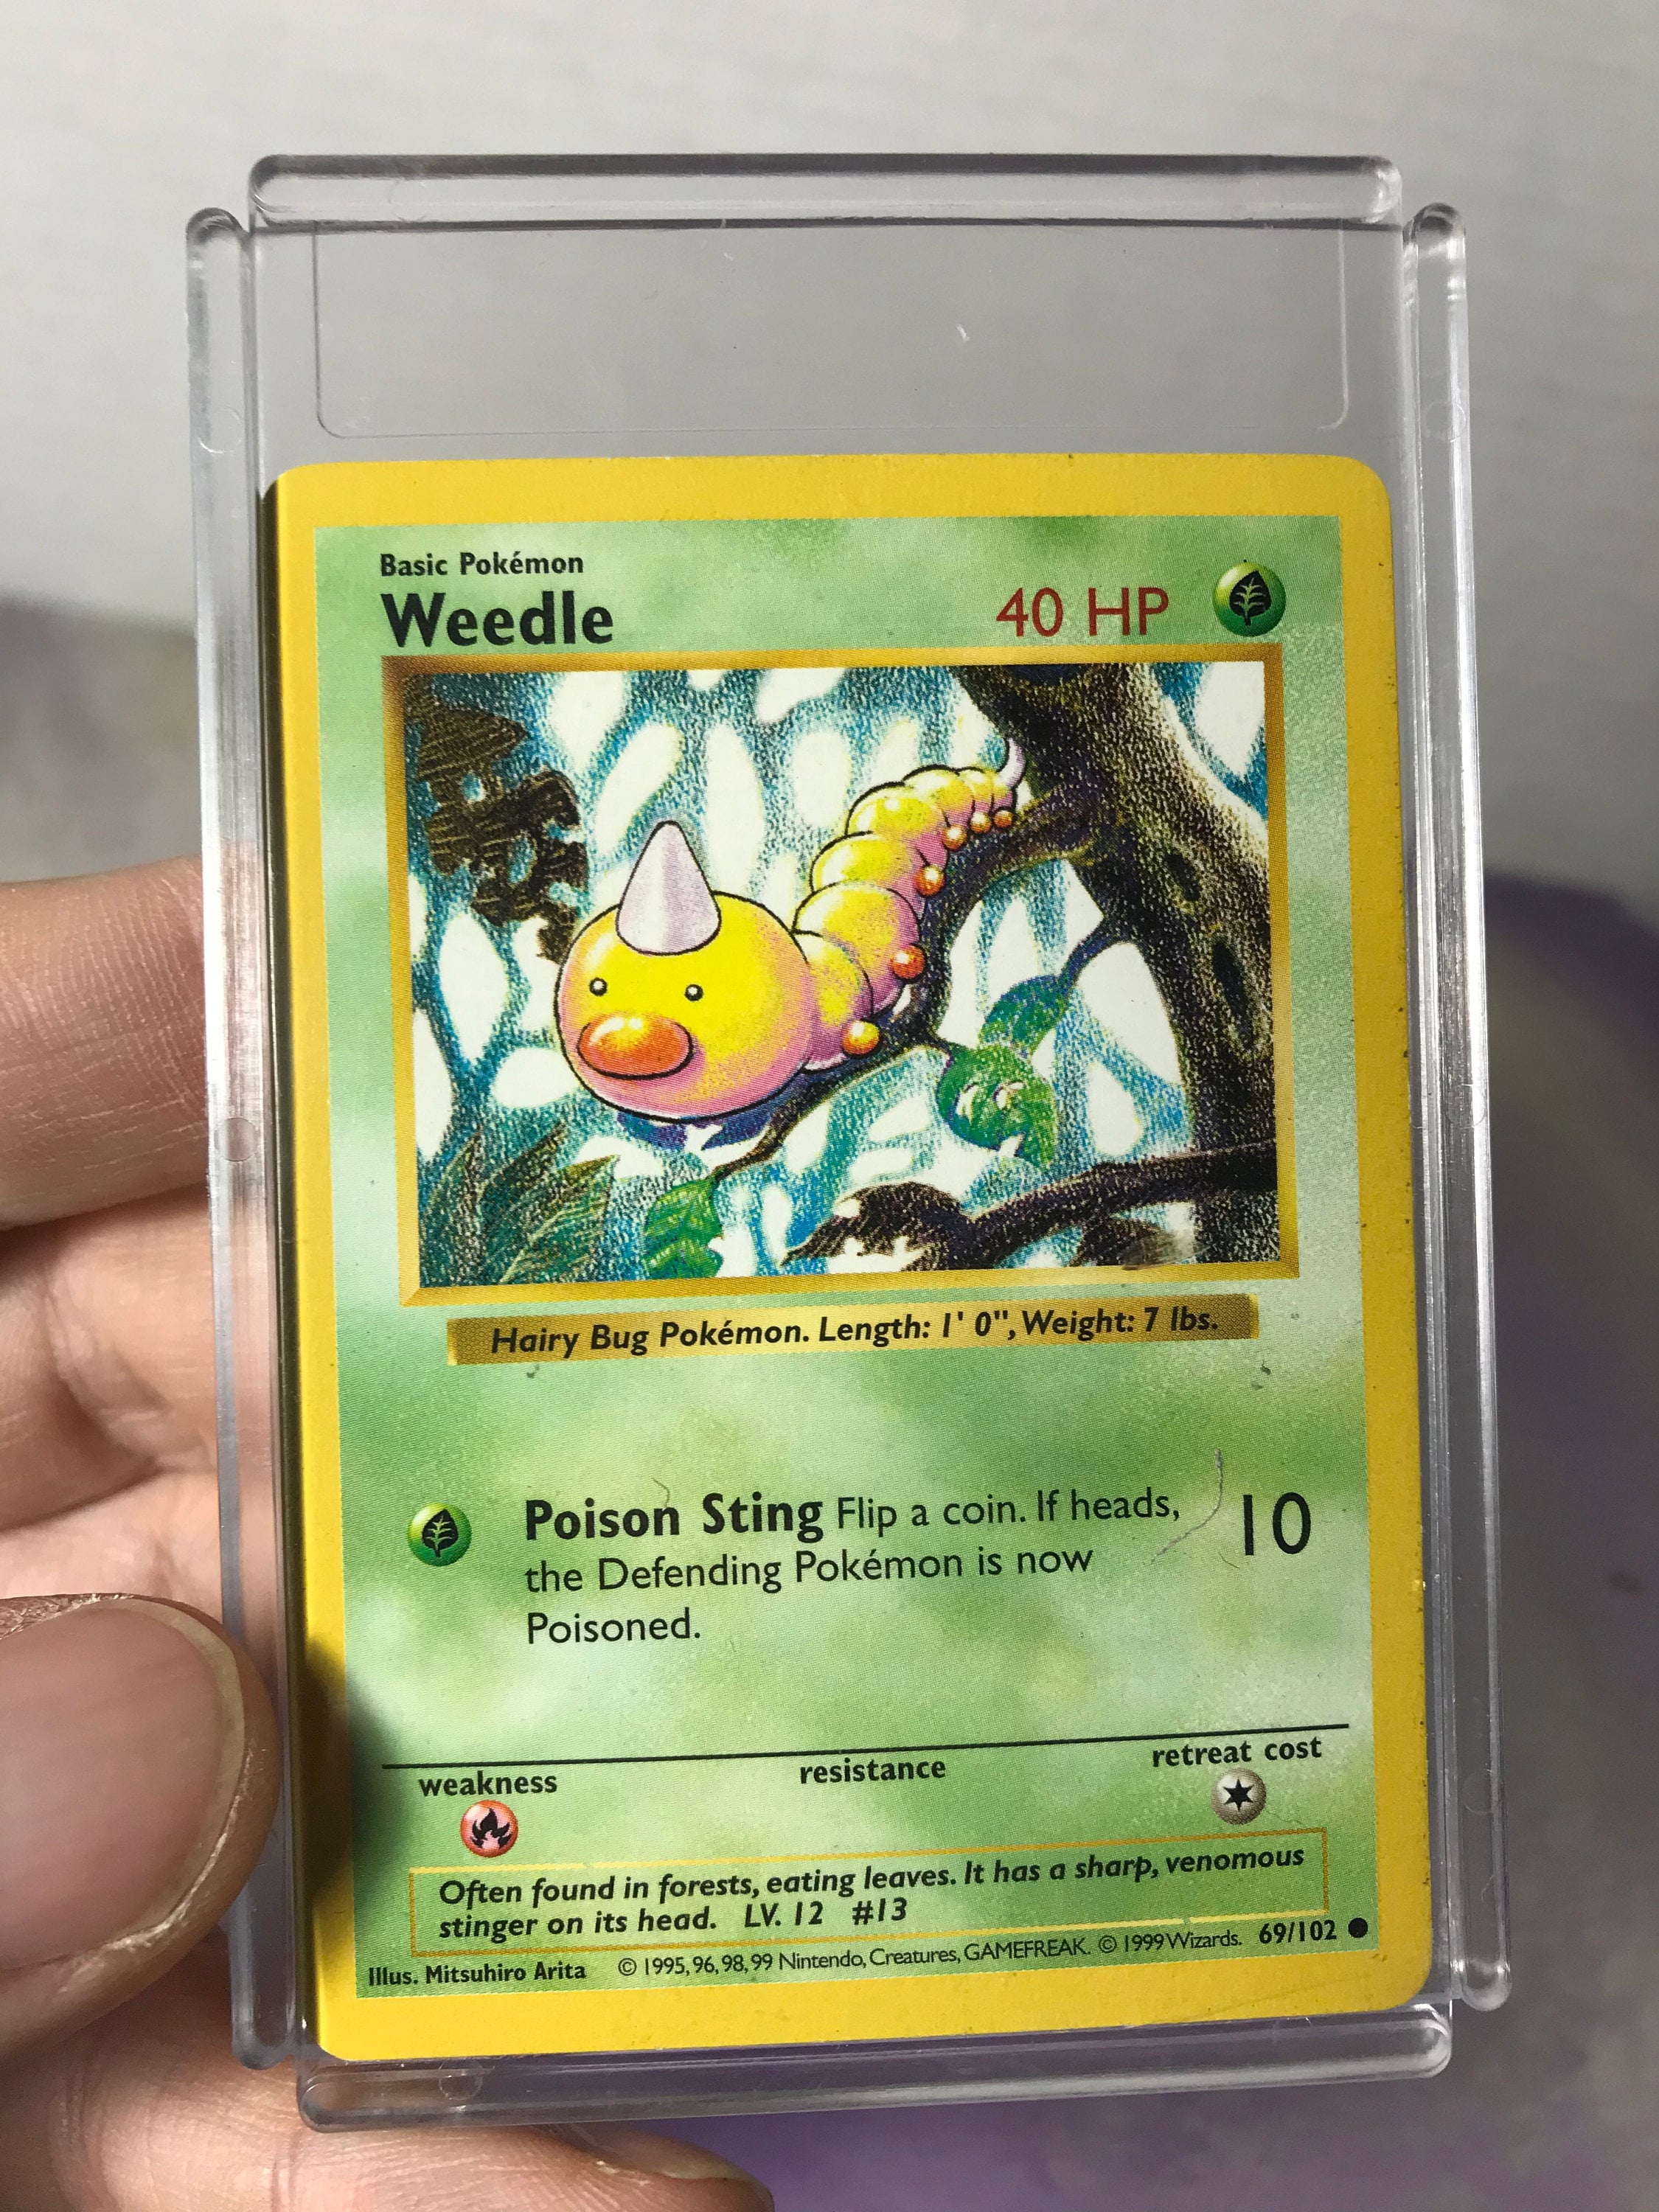 Basic Pokémon
Weedle 40 HP
Hairy Bug Pokémon. Length: 1' 0", Weight: 7 lbs.
Poison Sting Flip a coin. If heads, 10
the Defending Pokémon is now
Poisoned.
weakness resistance retreat cost
Often found in forests, eating leaves. It has a sharp, venomous
stinger on its head. LV. 12 #13
Illus. Mitsuhiro Arita © 1995, 96, 98, 99 Nintendo, Creatures, GAMEFREAK. © 1999 Wizards. 69/102